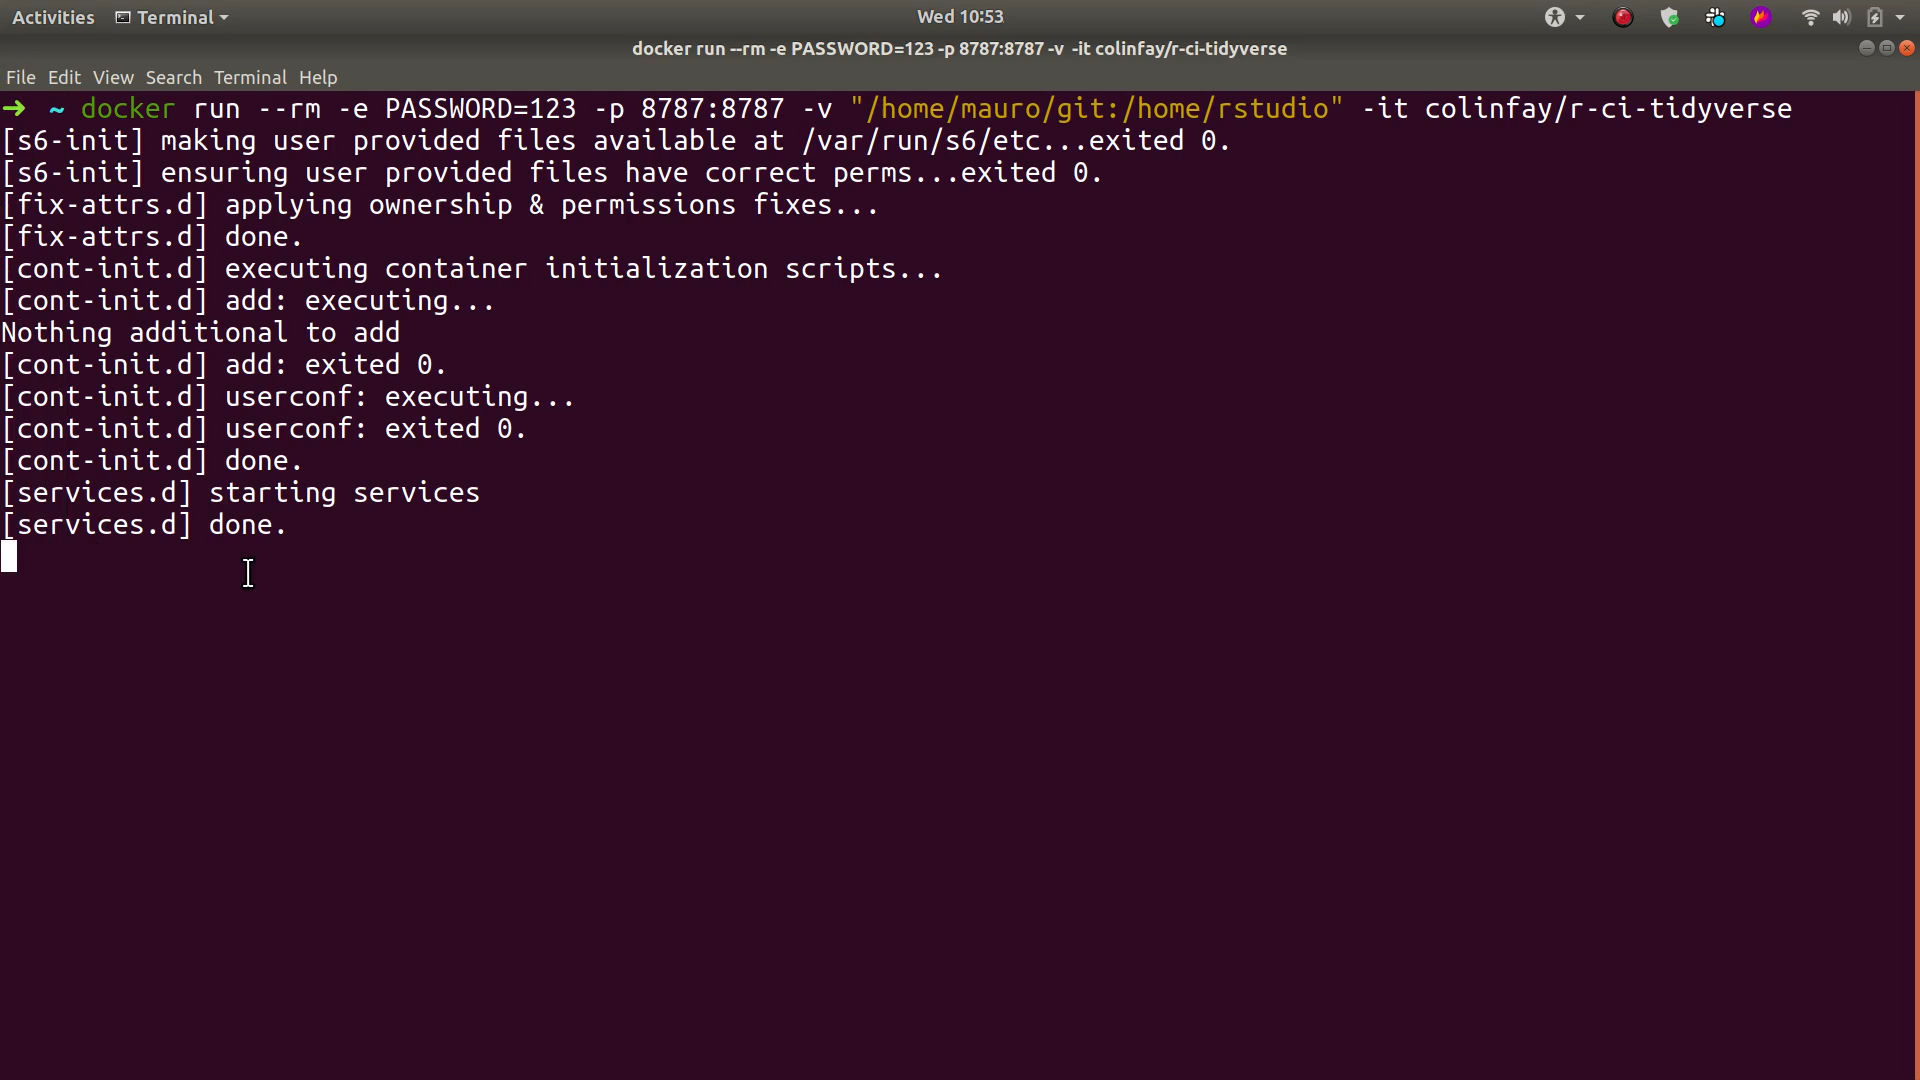 Activities Terminal Wed 10:53
docker run --rm -e PASSWORD=123 -p 8787:8787 -v -it colinfay/r-ci-tidyverse
File Edit View Search Terminal Help
➜ ~ docker run --rm -e PASSWORD=123 -p 8787:8787 -v "/home/mauro/git:/home/rstudio" -it colinfay/r-ci-tidyverse
[s6-init] making user provided files available at /var/run/s6/etc...exited 0.
[s6-init] ensuring user provided files have correct perms...exited 0.
[fix-attrs.d] applying ownership & permissions fixes...
[fix-attrs.d] done.
[cont-init.d] executing container initialization scripts...
[cont-init.d] add: executing...
Nothing additional to add
[cont-init.d] add: exited 0.
[cont-init.d] userconf: executing...
[cont-init.d] userconf: exited 0.
[cont-init.d] done.
[services.d] starting services
[services.d] done.